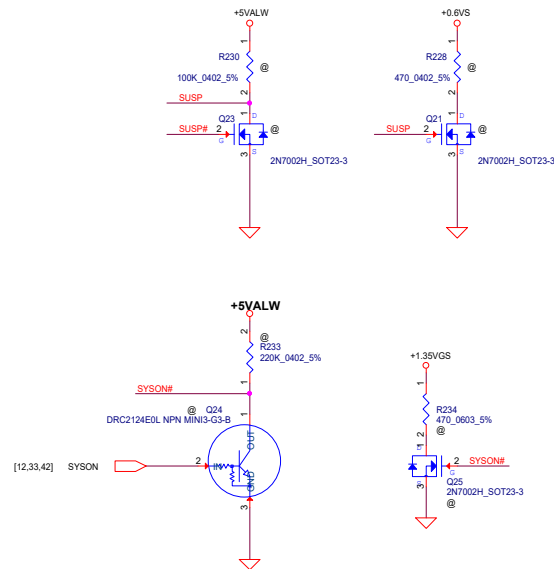 +5VALW
1
R230
@
100K_0402_5%
2
SUSP
1
D
Q23
SUSP#
2
G
@
S
3
2N7002H_SOT23-3
+0.6VS
1
R228
@
470_0402_5%
2
1
D
Q21
SUSP
2
G
@
S
3
2N7002H_SOT23-3
+5VALW
2
@
R233
220K_0402_5%
1
SYSON#
@ Q24
DRC2124E0L NPN MINI3-G3-B
1
OUT
[12,33,42] SYSON
2
IN
GND
3
+1.35VGS
1
R234
470_0603_5%
@
2
1
2
SYSON#
G
3
Q25
2N7002H_SOT23-3
@